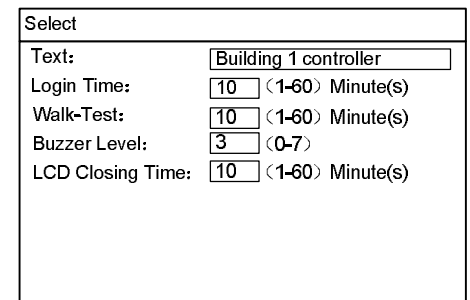 Select
Text： Building 1 controller
Login Time： 10 （1-60） Minute(s)
Walk-Test： 10 （1-60） Minute(s)
Buzzer Level： 3 （0-7）
LCD Closing Time： 10 （1-60） Minute(s)